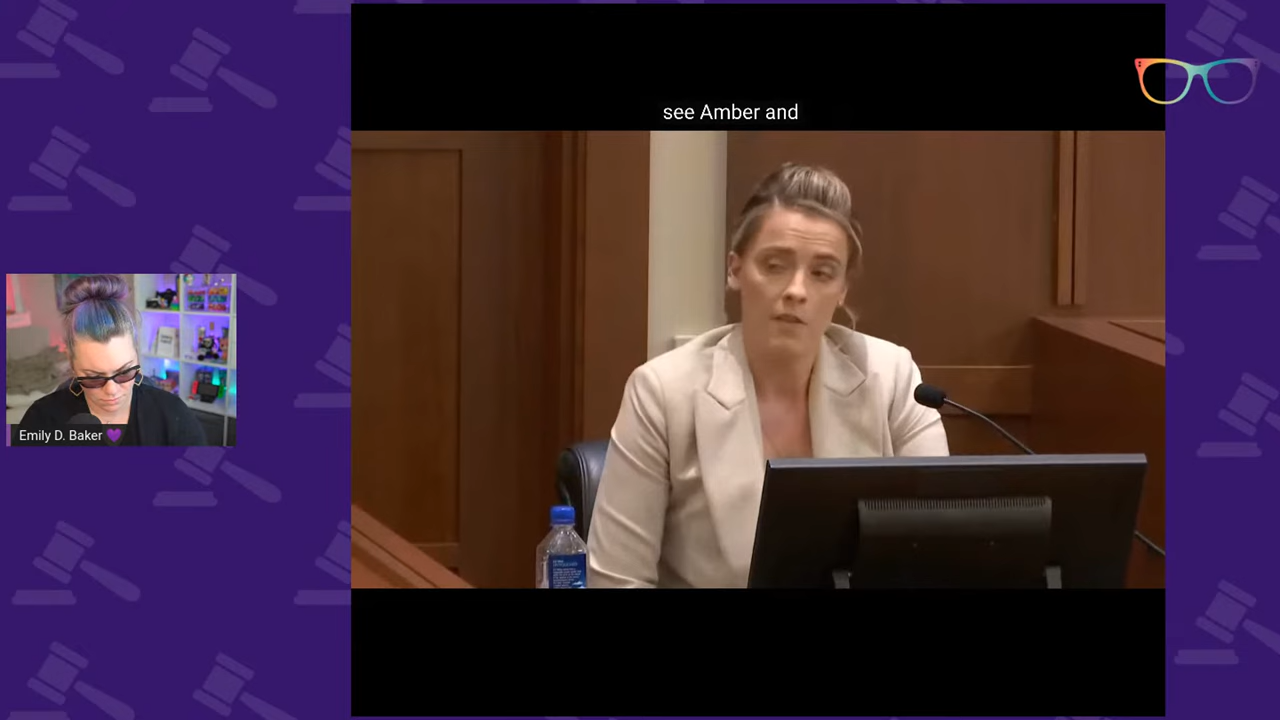 see Amber and
Emily D. Baker 💜